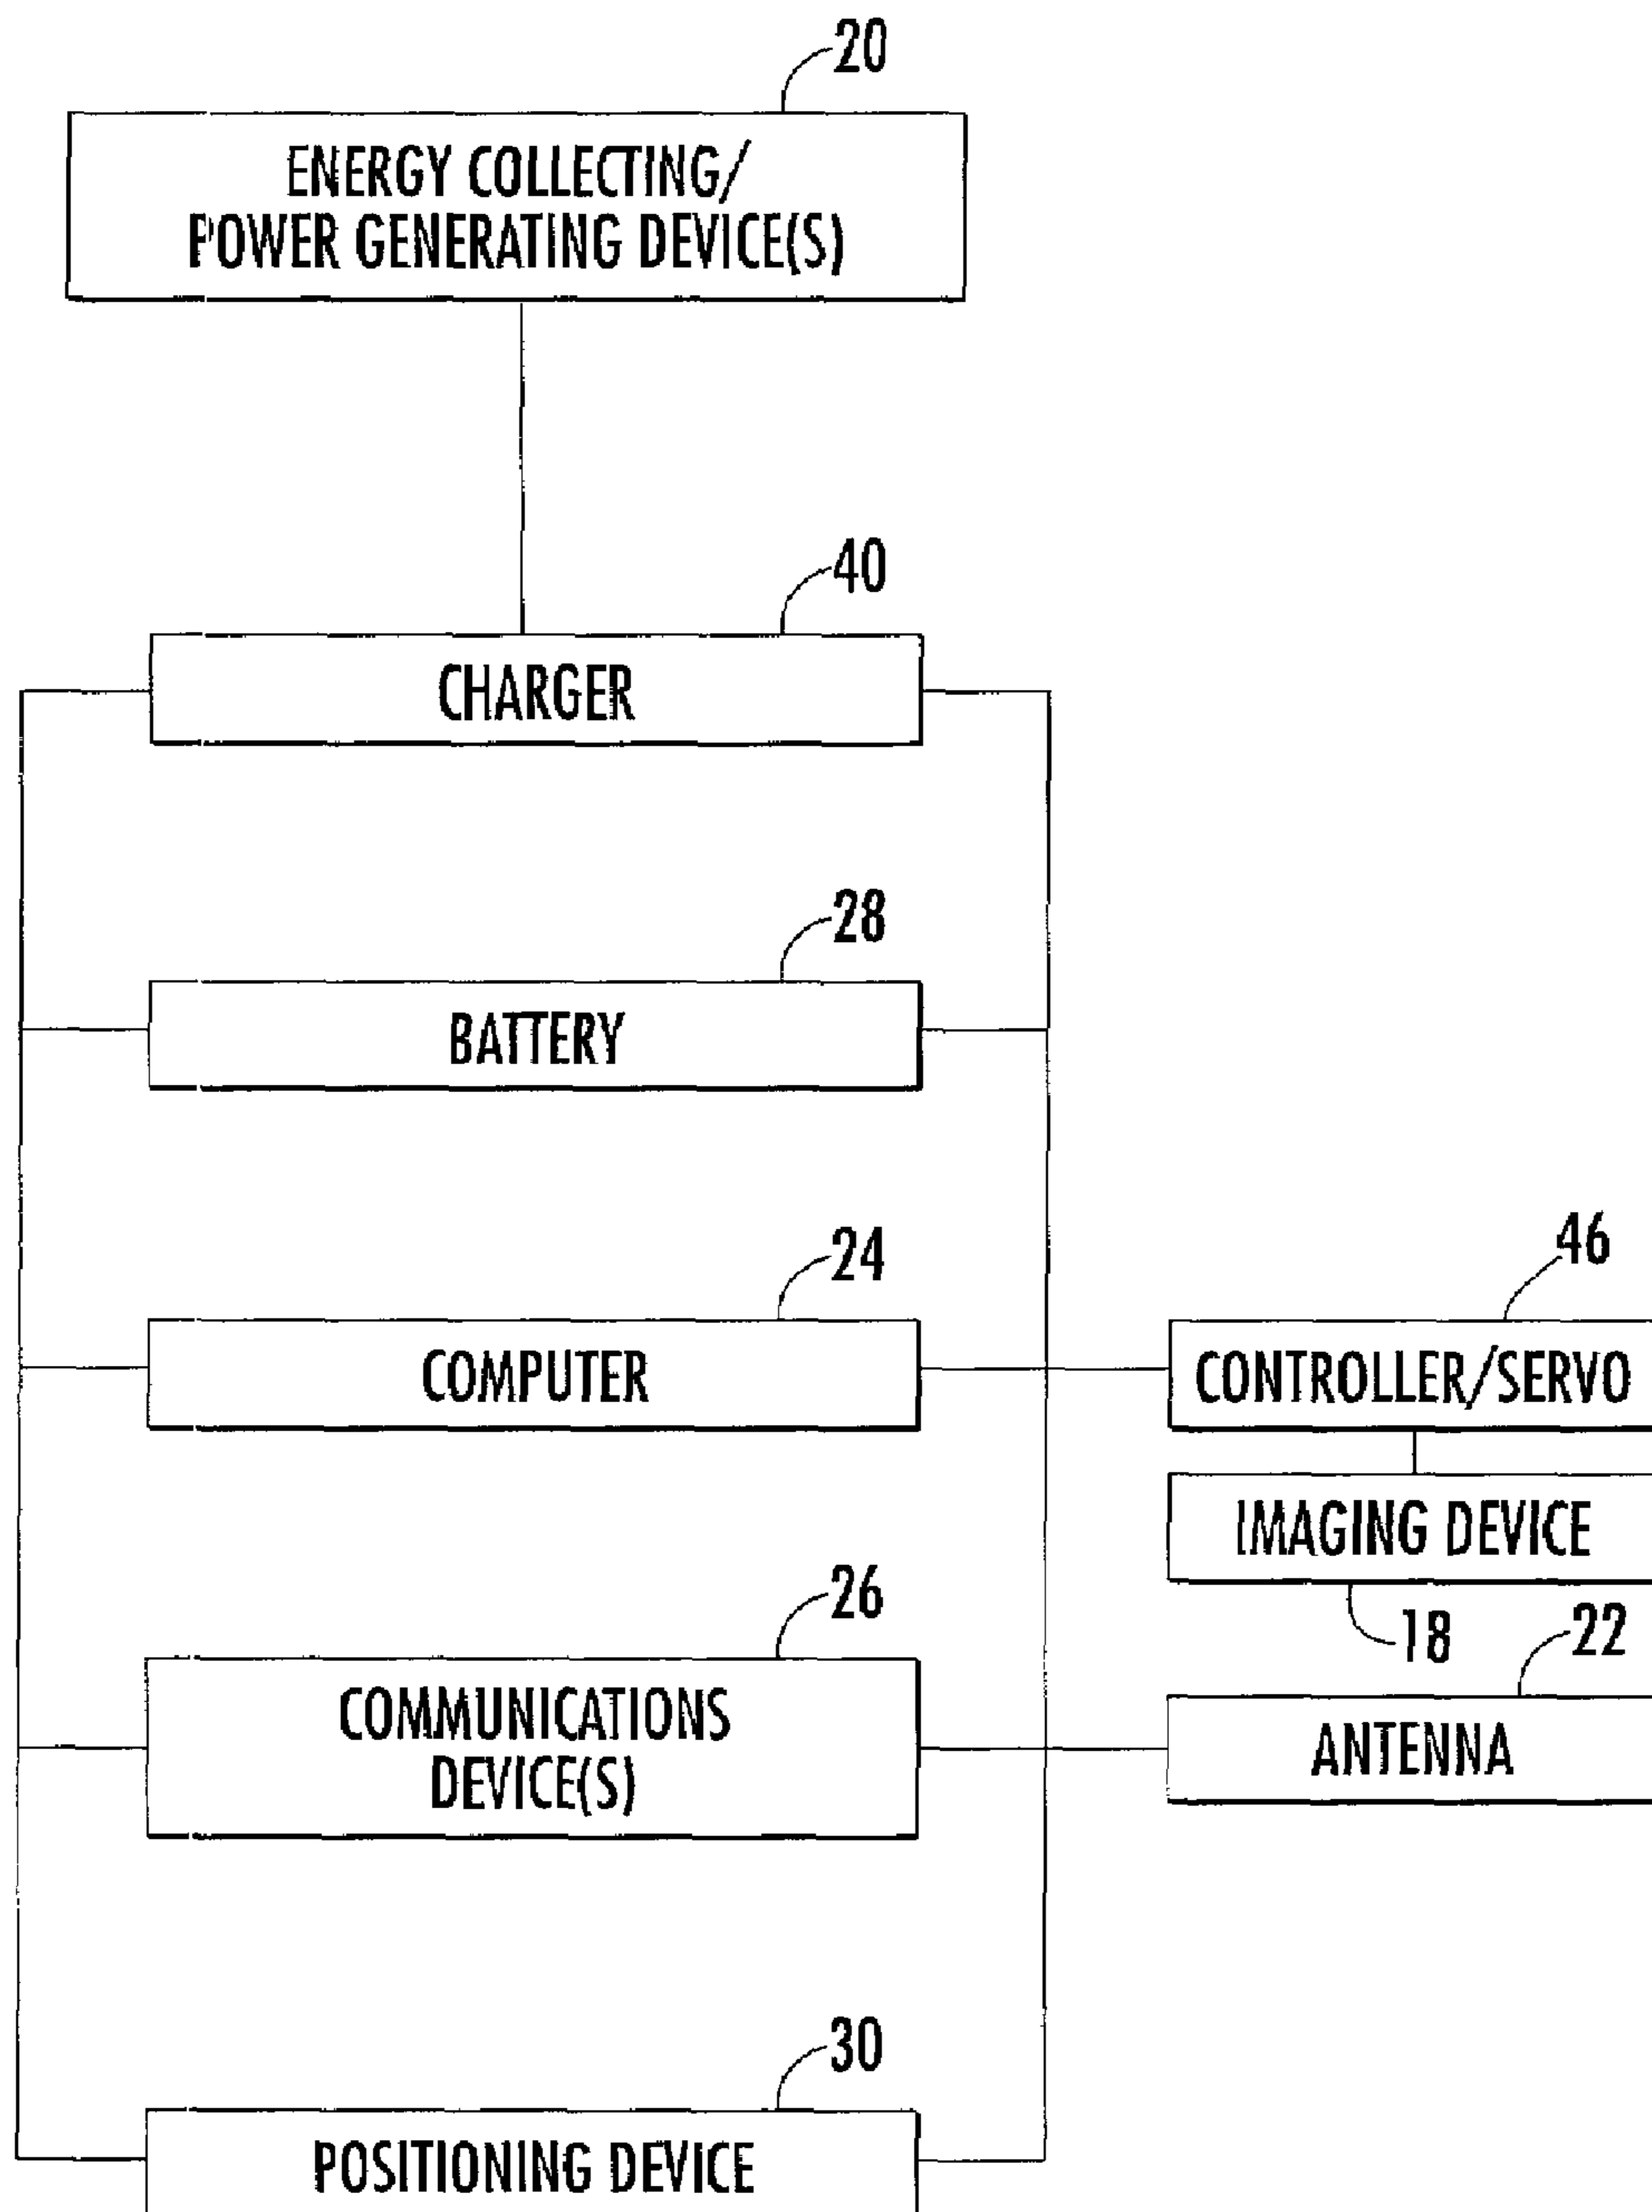 20
ENERGY COLLECTING/
POWER GENERATING DEVICE(S)
40
CHARGER
28
BATTERY
24
COMPUTER
46
CONTROLLER/SERVO
IMAGING DEVICE
18
26
COMMUNICATIONS
DEVICE(S)
22
ANTENNA
30
POSITIONING DEVICE